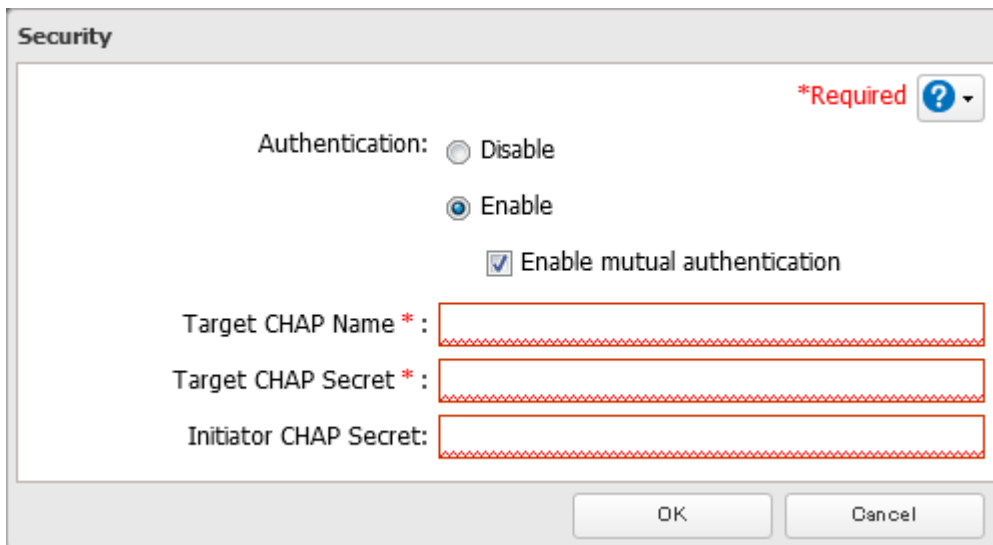 Security
*Required ?
Authentication: Disable
Enable
Enable mutual authentication
Target CHAP Name * :
Target CHAP Secret * :
Initiator CHAP Secret:
OK Cancel